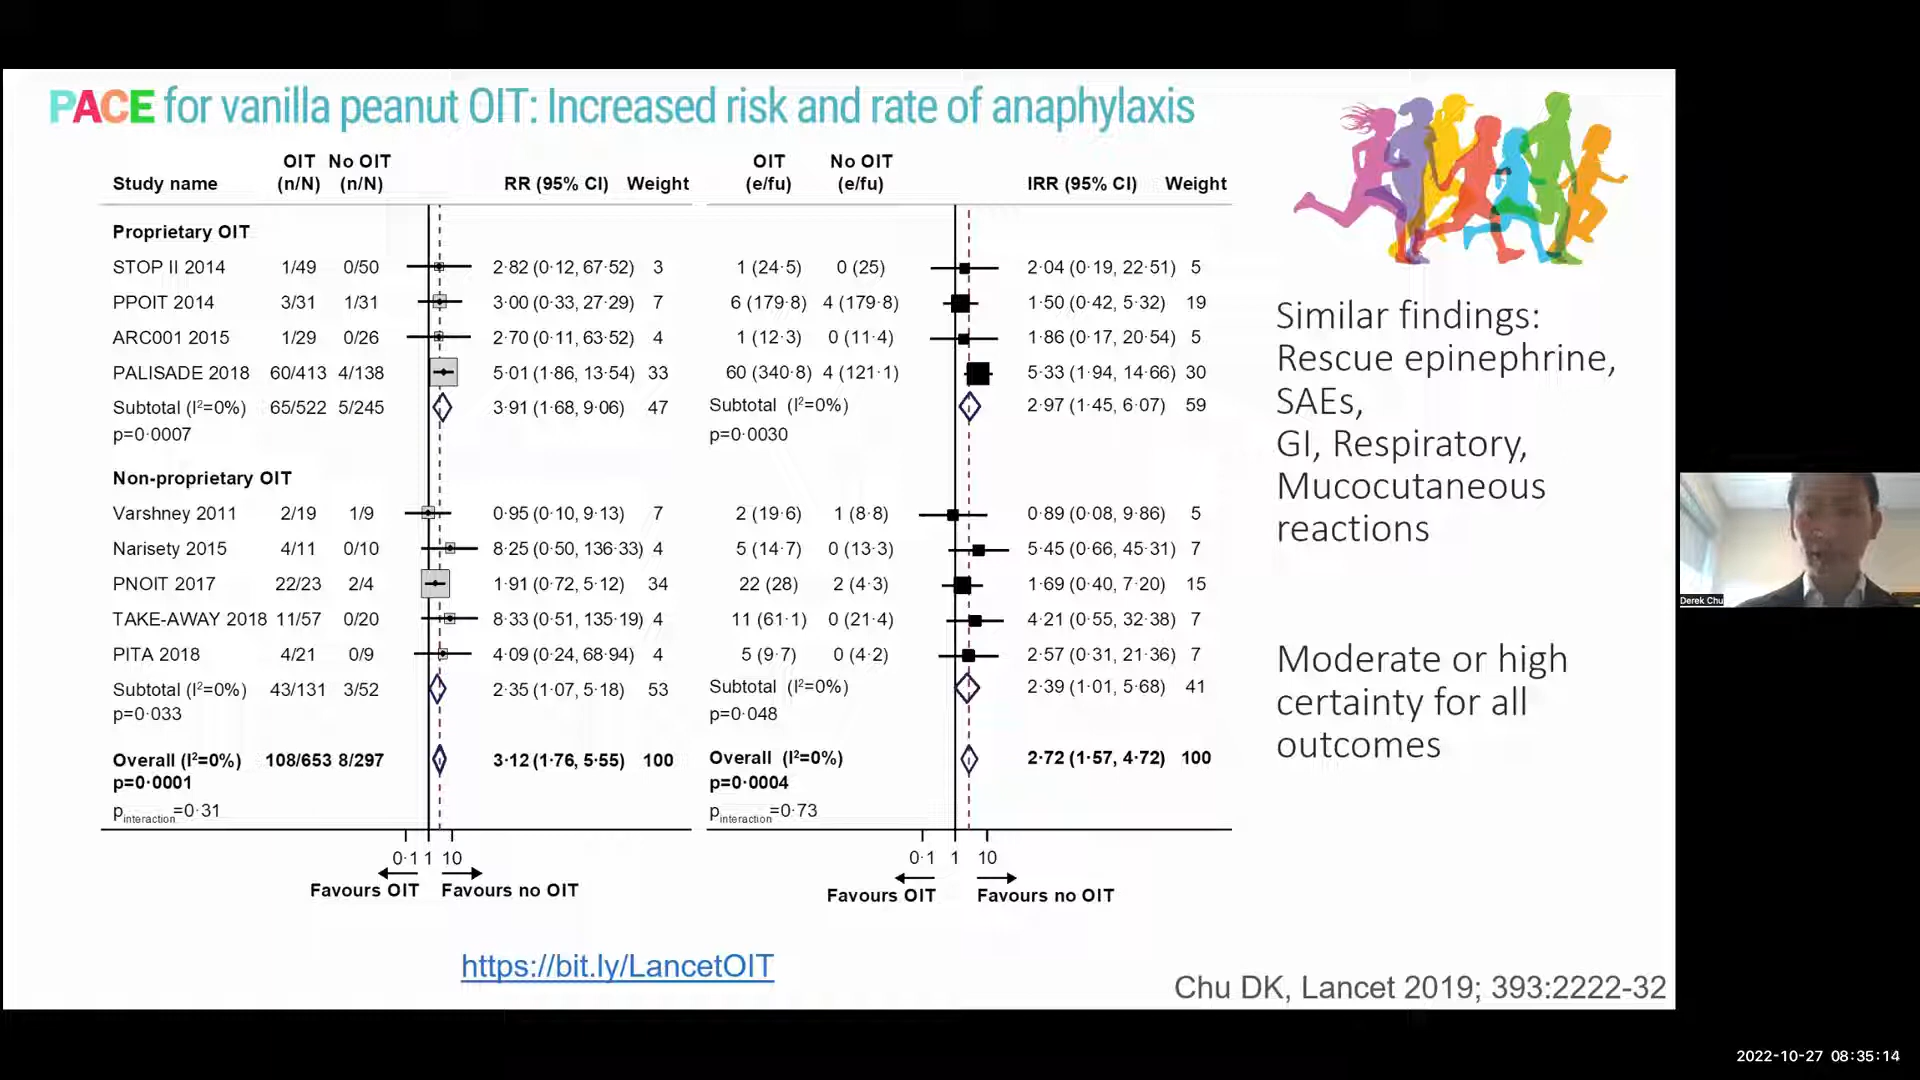 PACE for vanilla peanut OIT: Increased risk and rate of anaphylaxis
OIT No OIT
Study name (n/N) (n/N) RR (95% CI) Weight
Proprietary OIT
STOP II 2014 1/49 0/50 2·82 (0·12, 67·52) 3
PPOIT 2014 3/31 1/31 3·00 (0·33, 27·29) 7
ARC001 2015 1/29 0/26 2·70 (0·11, 63·52) 4
PALISADE 2018 60/413 4/138 5·01 (1·86, 13·54) 33
Subtotal (I²=0%) 65/522 5/245 3·91 (1·68, 9·06) 47
p=0·0007
Non-proprietary OIT
Varshney 2011 2/19 1/9 0·95 (0·10, 9·13) 7
Narisety 2015 4/11 0/10 8·25 (0·50, 136·33) 4
PNOIT 2017 22/23 2/4 1·91 (0·72, 5·12) 34
TAKE-AWAY 2018 11/57 0/20 8·33 (0·51, 135·19) 4
PITA 2018 4/21 0/9 4·09 (0·24, 68·94) 4
Subtotal (I²=0%) 43/131 3/52 2·35 (1·07, 5·18) 53
p=0·033
Overall (I²=0%) 108/653 8/297 3·12 (1·76, 5·55) 100
p=0·0001
pinteraction=0·31
0·1 1 10
Favours OIT Favours no OIT
OIT No OIT
(e/fu) (e/fu) IRR (95% CI) Weight
1 (24·5) 0 (25) 2·04 (0·19, 22·51) 5
6 (179·8) 4 (179·8) 1·50 (0·42, 5·32) 19
1 (12·3) 0 (11·4) 1·86 (0·17, 20·54) 5
60 (340·8) 4 (121·1) 5·33 (1·94, 14·66) 30
Subtotal (I²=0%) 2·97 (1·45, 6·07) 59
p=0·0030
2 (19·6) 1 (8·8) 0·89 (0·08, 9·86) 5
5 (14·7) 0 (13·3) 5·45 (0·66, 45·31) 7
22 (28) 2 (4·3) 1·69 (0·40, 7·20) 15
11 (61·1) 0 (21·4) 4·21 (0·55, 32·38) 7
5 (9·7) 0 (4·2) 2·57 (0·31, 21·36) 7
Subtotal (I²=0%) 2·39 (1·01, 5·68) 41
p=0·048
Overall (I²=0%) 2·72 (1·57, 4·72) 100
p=0·0004
pinteraction=0·73
0·1 1 10
Favours OIT Favours no OIT
Similar findings:
Rescue epinephrine,
SAEs,
GI, Respiratory,
Mucocutaneous
reactions
Moderate or high
certainty for all
outcomes
https://bit.ly/LancetOIT
Chu DK, Lancet 2019; 393:2222-32
Derek Chu
2022-10-27 08:35:14